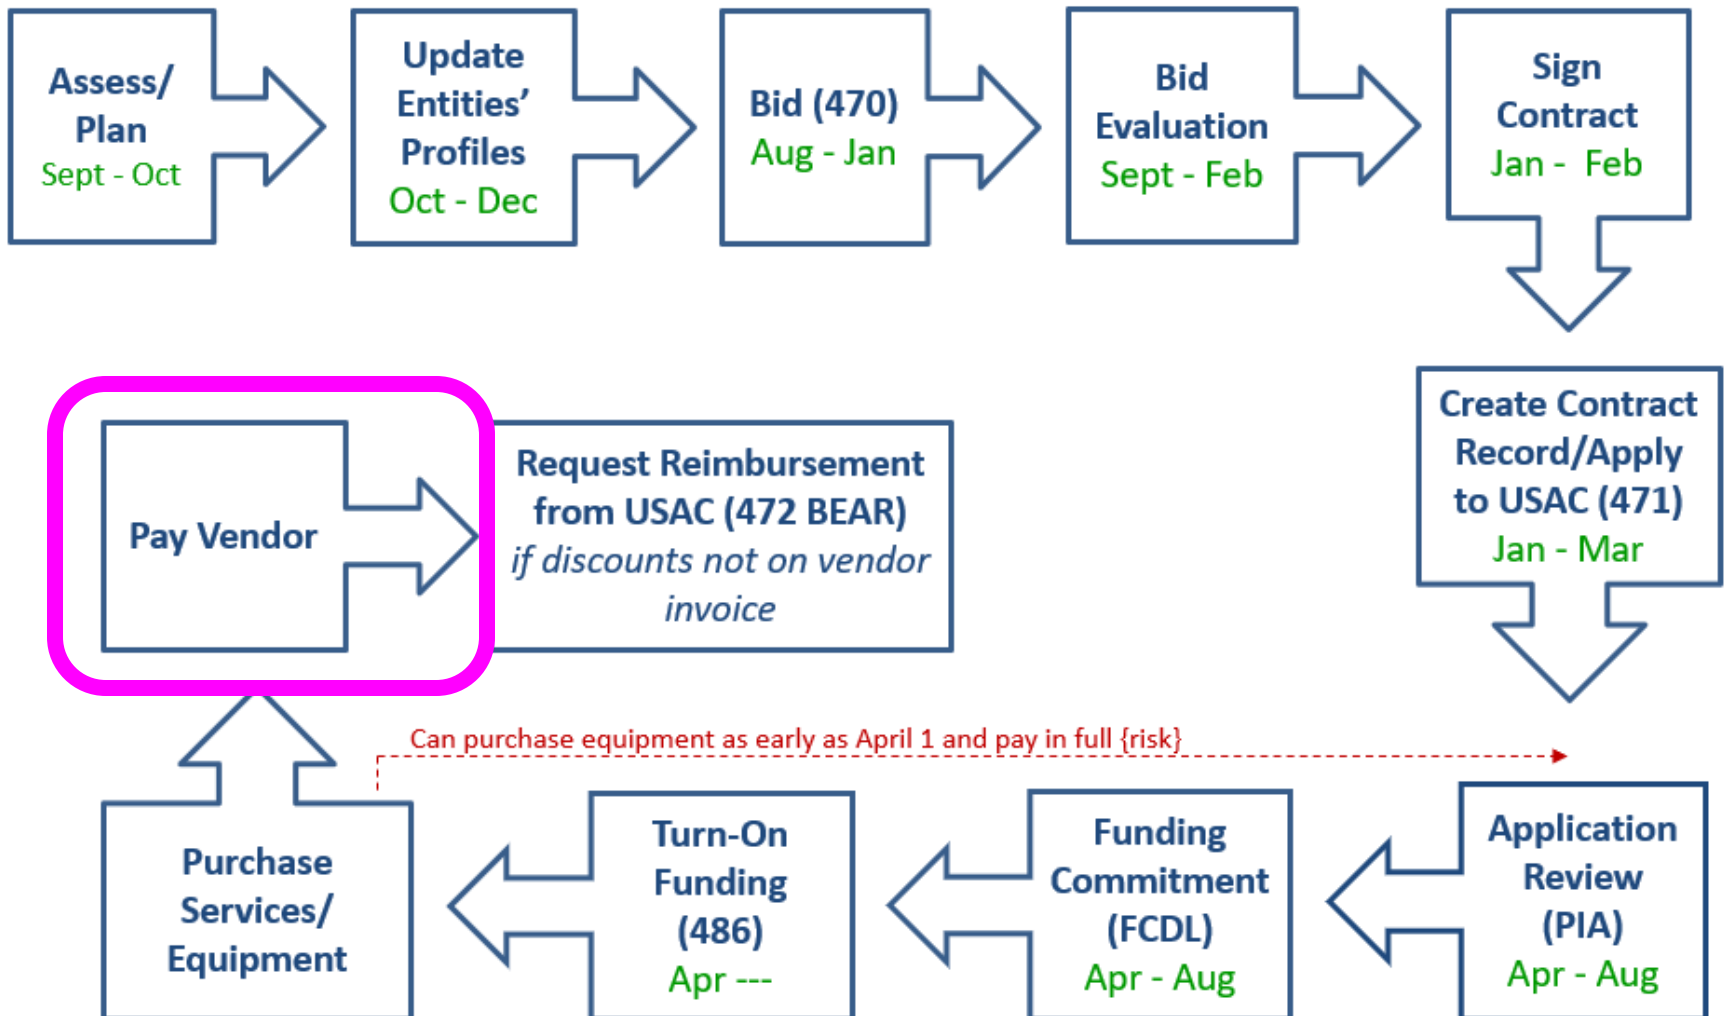 Assess/
Plan
Sept - Oct
Update
Entities’
Profiles
Oct - Dec
Bid (470)
Aug - Jan
Bid
Evaluation
Sept - Feb
Sign
Contract
Jan -  Feb
Create Contract
Record/Apply
to USAC (471)
Jan - Mar
Pay Vendor
Request Reimbursement
from USAC (472 BEAR)
if discounts not on vendor
invoice
Can purchase equipment as early as April 1 and pay in full {risk}
Application
Review
(PIA)
Apr - Aug
Funding
Commitment
(FCDL)
Apr - Aug
Turn-On
Funding
(486)
Apr ---
Purchase
Services/
Equipment